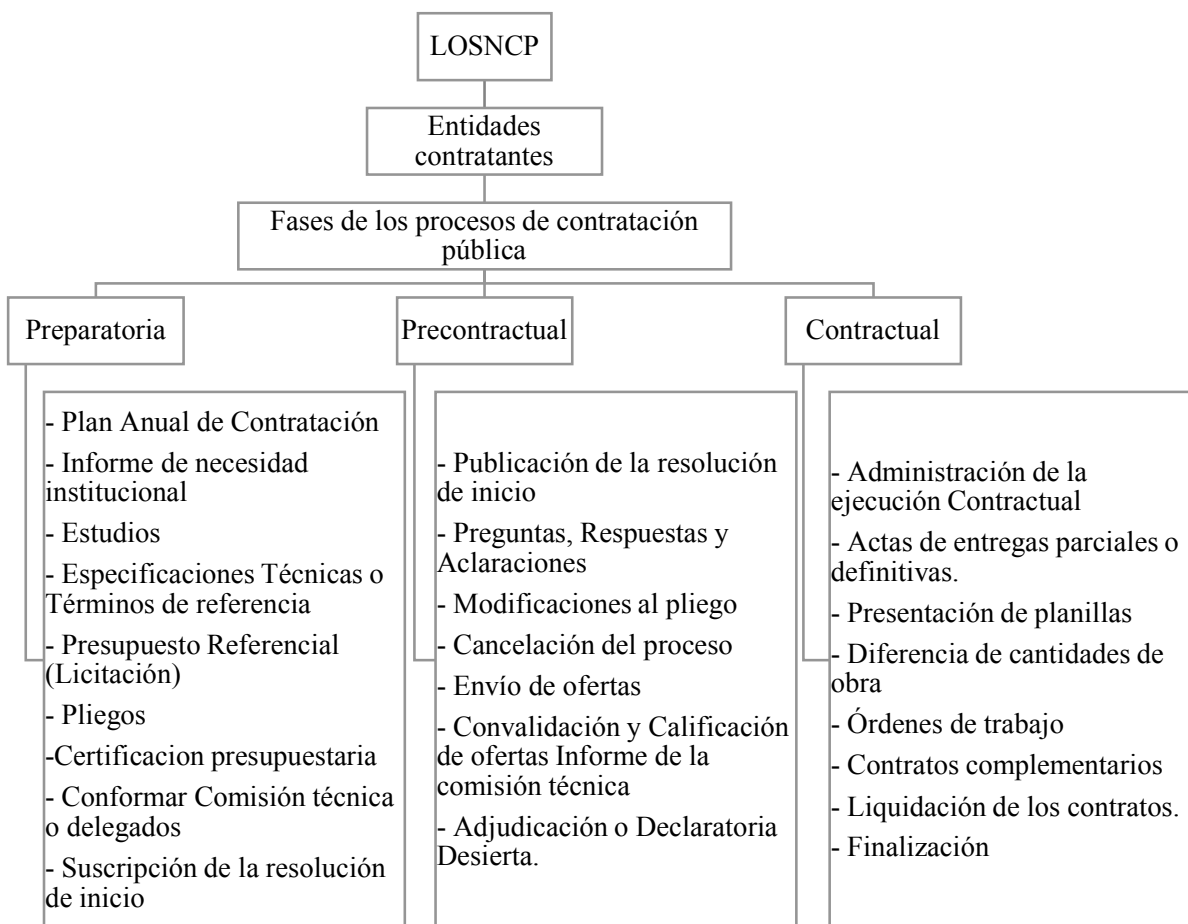 LOSNCP
Entidades
contratantes
Fases de los procesos de contratación
pública
Preparatoria
Precontractual
Contractual
- Plan Anual de Contratación
- Informe de necesidad
institucional
- Estudios
- Especificaciones Técnicas o
Términos de referencia
- Presupuesto Referencial
(Licitación)
- Pliegos
-Certificacion presupuestaria
- Conformar Comisión técnica
o delegados
- Suscripción de la resolución
de inicio
- Publicación de la resolución
de inicio
- Preguntas, Respuestas y
Aclaraciones
- Modificaciones al pliego
- Cancelación del proceso
- Envío de ofertas
- Convalidación y Calificación
de ofertas Informe de la
comisión técnica
- Adjudicación o Declaratoria
Desierta.
- Administración de la
ejecución Contractual
- Actas de entregas parciales o
definitivas.
- Presentación de planillas
- Diferencia de cantidades de
obra
- Órdenes de trabajo
- Contratos complementarios
- Liquidación de los contratos.
- Finalización